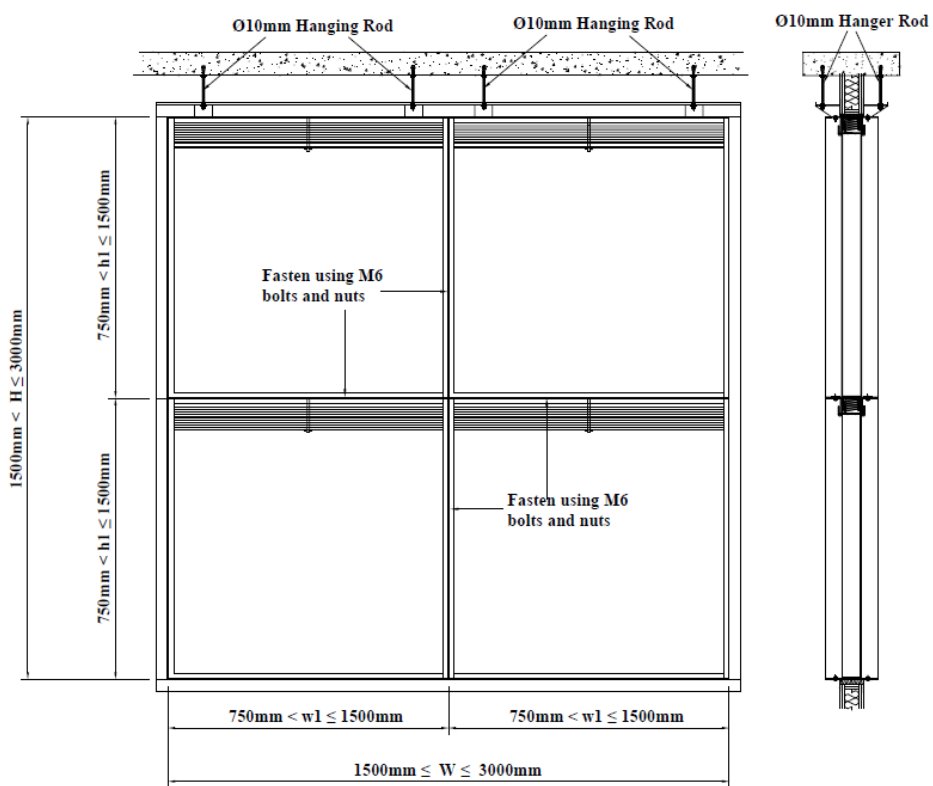 Ø10mm Hanging Rod
Ø10mm Hanging Rod
Ø10mm Hanger Rod
1500mm < H ≤ 3000mm
750mm < h1 ≤ 1500mm
750mm < h1 ≤ 1500mm
Fasten using M6
bolts and nuts
Fasten using M6
bolts and nuts
750mm < w1 ≤ 1500mm
750mm < w1 ≤ 1500mm
1500mm ≤ W ≤ 3000mm